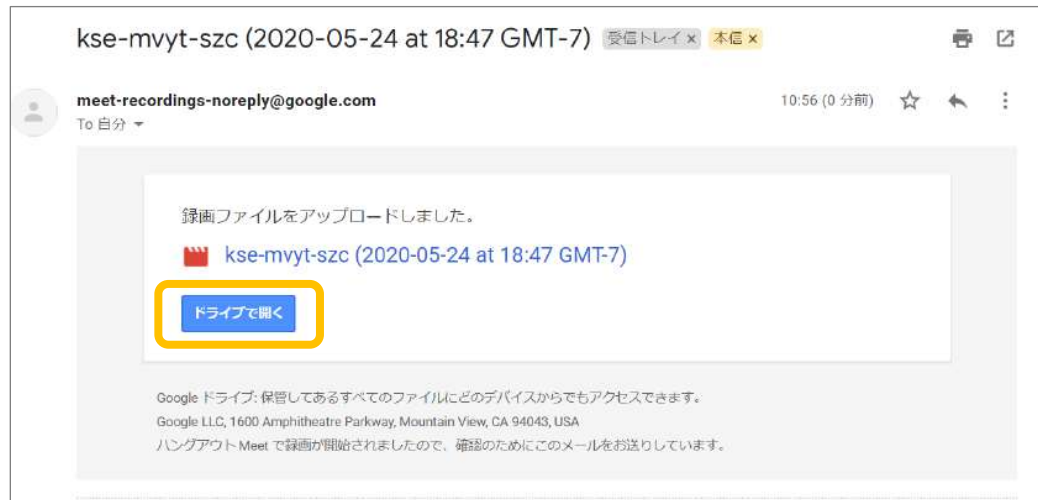 kse-mvyt-szc (2020-05-24 at 18:47 GMT-7) 受信トレイ x 本信 x
meet-recordings-noreply@google.com 10:56 (0 分前)
To 自分
録画ファイルをアップロードしました。
kse-mvyt-szc (2020-05-24 at 18:47 GMT-7)
ドライブで開く
Google ドライブ: 保管してあるすべてのファイルにどのデバイスからでもアクセスできます。
Google LLC, 1600 Amphitheatre Parkway, Mountain View, CA 94043, USA
ハングアウト Meet で録画が開始されましたので、確認のためにこのメールをお送りしています。